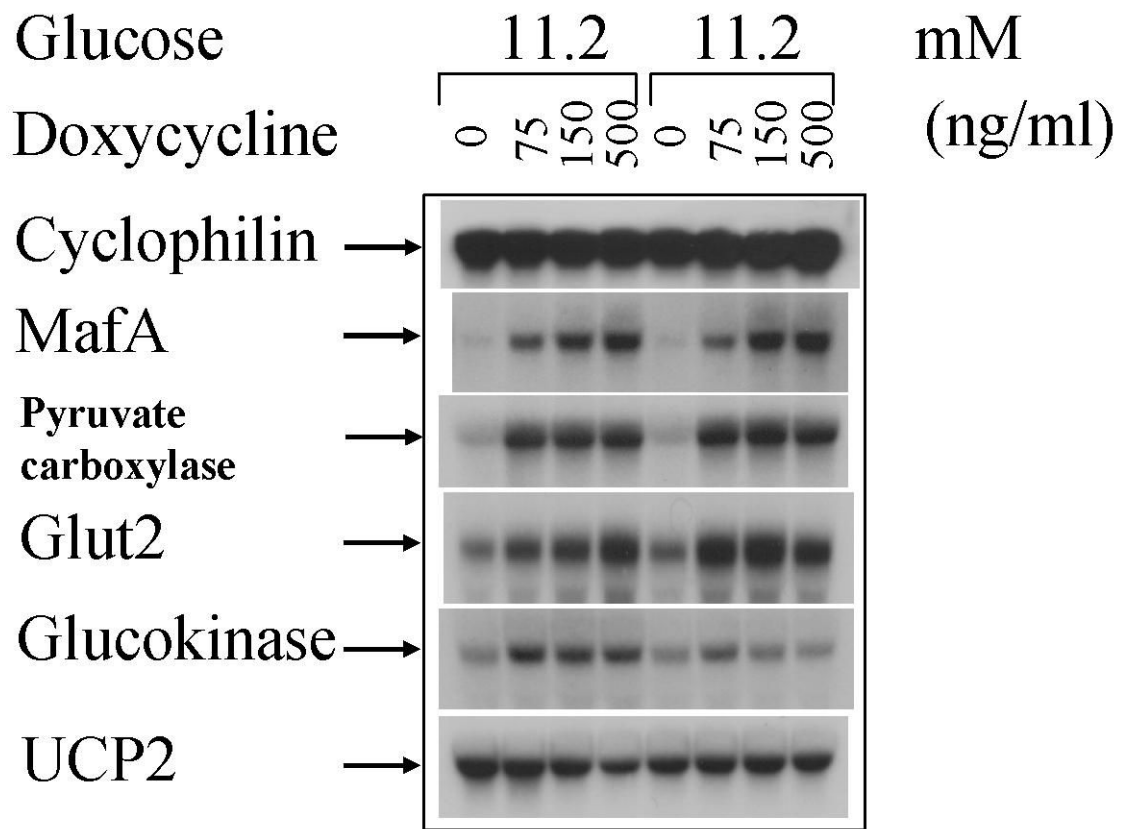 Glucose 11.2 11.2 mM
Doxycycline 0 75 150 500 0 75 150 500 (ng/ml)
Cyclophilin
MafA
Pyruvate
carboxylase
Glut2
Glucokinase
UCP2